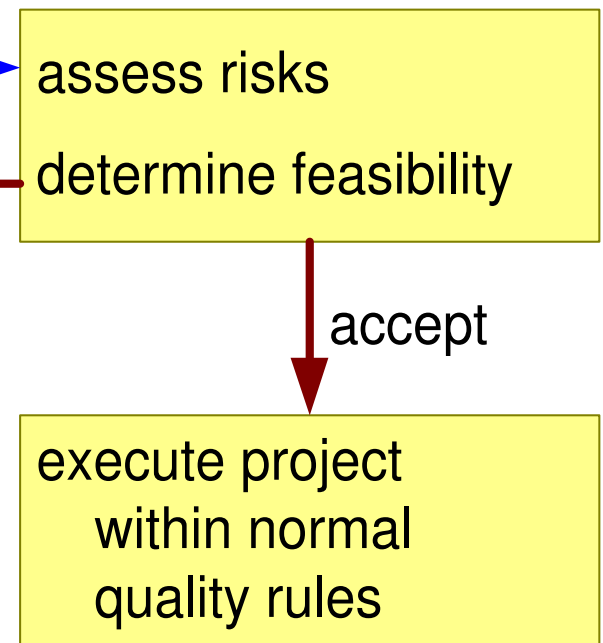 assess risks
determine feasibility
accept
execute project
within normal
quality rules